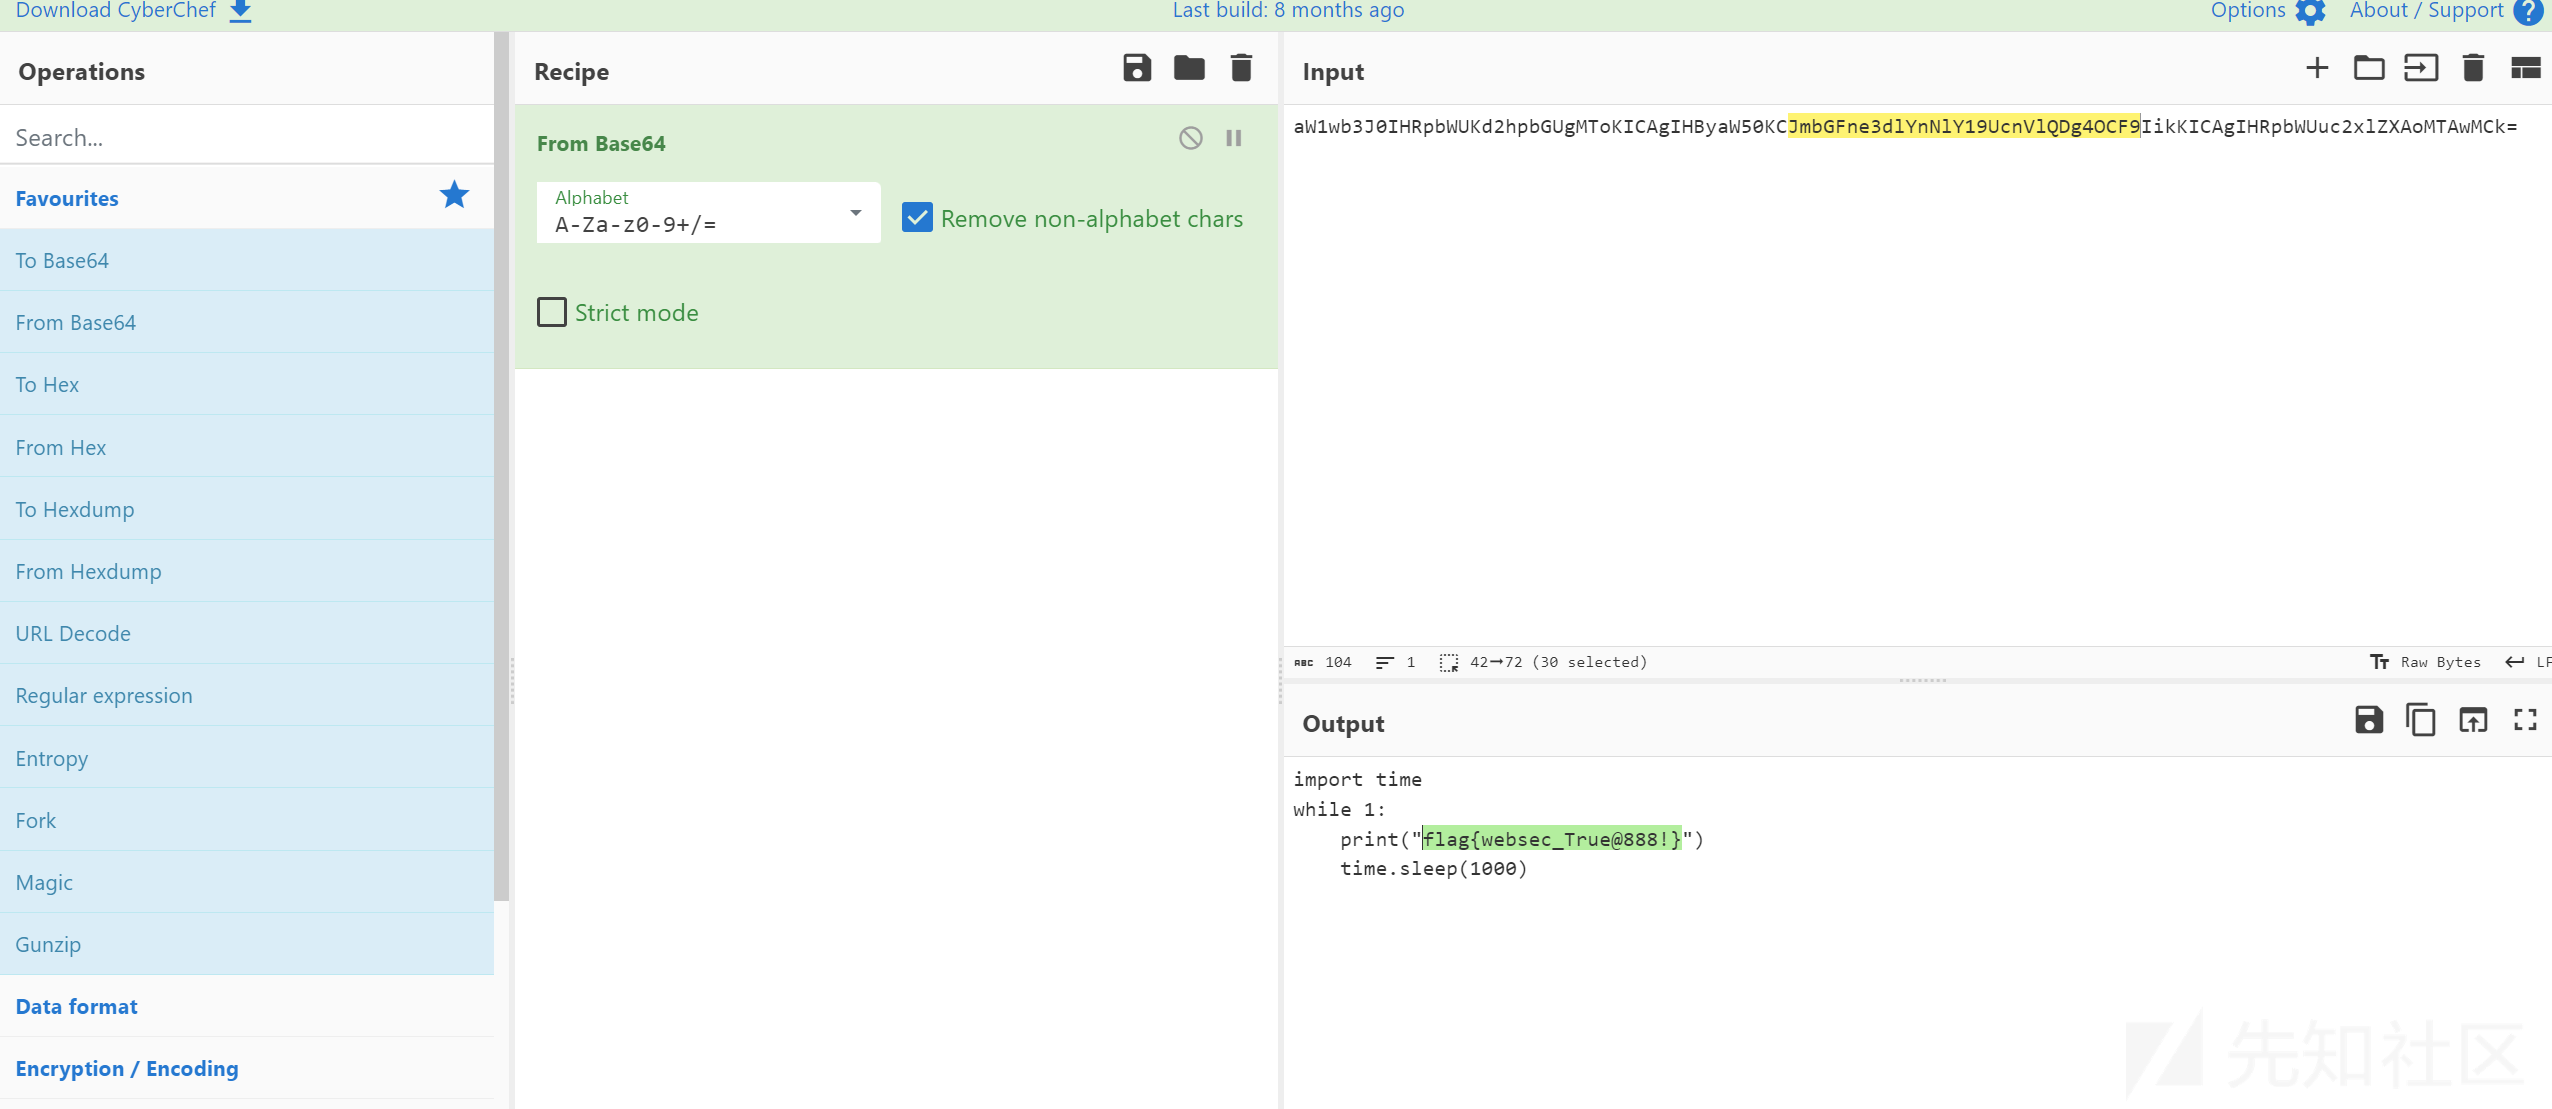 Download CyberChef
Last build: 8 months ago
Options
About / Support
Operations
Search...
Favourites
To Base64
From Base64
To Hex
From Hex
To Hexdump
From Hexdump
URL Decode
Regular expression
Entropy
Fork
Magic
Gunzip
Data format
Encryption / Encoding
Recipe
From Base64
Alphabet
A-Za-z0-9+/=
Remove non-alphabet chars
Strict mode
Input
aW1wb3J0IHRpbWUKd2hpbGUgMToKICAgIHByaW50KCJmbGFne3dlYnNlY19UcnVlQDg4OCF9IikKICAgIHRpbWUuc2xlZXAoMTAwMCk=
ABC 104 1 42→72 (30 selected)
Raw Bytes LF
Output
import time
while 1:
    print("flag{websec_True@888!}")
    time.sleep(1000)
先知社区